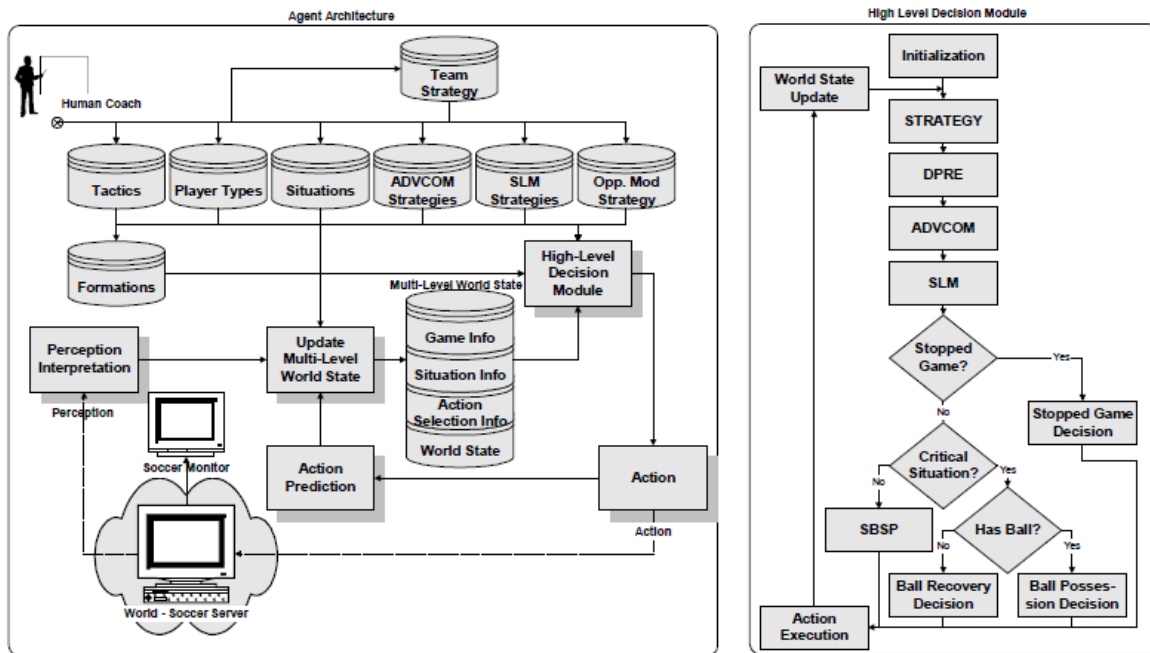 Agent Architecture
Human Coach
Team
Strategy
Tactics
Player Types
Situations
ADVCOM
Strategies
SLM
Strategies
Opp. Mod
Strategy
Formations
Multi-Level World State
High-Level
Decision
Module
Perception
Interpretation
Update
Multi-Level
World State
Game Info
Situation Info
Action
Selection Info
World State
Perception
Soccer Monitor
Action
Prediction
Action
Action
World - Soccer Server
High Level Decision Module
Initialization
World State
Update
STRATEGY
DPRE
ADVCOM
SLM
Stopped
Game?
Yes
No
Stopped Game
Decision
Critical
Situation?
No
Yes
SBSP
Has Ball?
No
Yes
Ball Recovery
Decision
Ball Posses-
sion Decision
Action
Execution